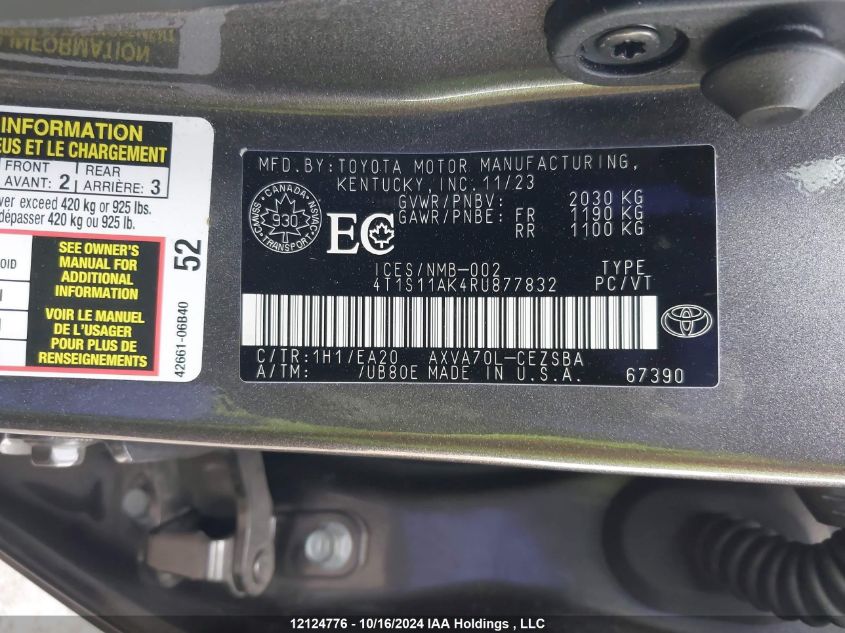 INFORMATION
INFORMATION
EUS ET LE CHARGEMENT
FRONT
AVANT: 2
REAR
ARRIÈRE: 3
ver exceed 420 kg or 925 lbs.
dépasser 420 kg ou 925 lb.
SEE OWNER'S
MANUAL FOR
ADDITIONAL
INFORMATION
VOIR LE MANUEL
DE L'USAGER
POUR PLUS DE
RENSEIGNEMENTS
OID
52
42661-06B40
MFD.BY:TOYOTA MOTOR MANUFACTURING,
KENTUCKY,INC.11/23
GVWR/PNBV: 2030 KG
GAWR/PNBE: FR 1190 KG
RR 1100 KG
CANADA
930
TRANSPORT
EC
ICES/NMB-002 TYPE
4T1S11AK4RU877832 PC/VT
C/TR:1H1/EA20 AXVA70L-CEZSBA
A/TM: /UB80E MADE IN U.S.A. 67390
12124776 - 10/16/2024 IAA Holdings , LLC